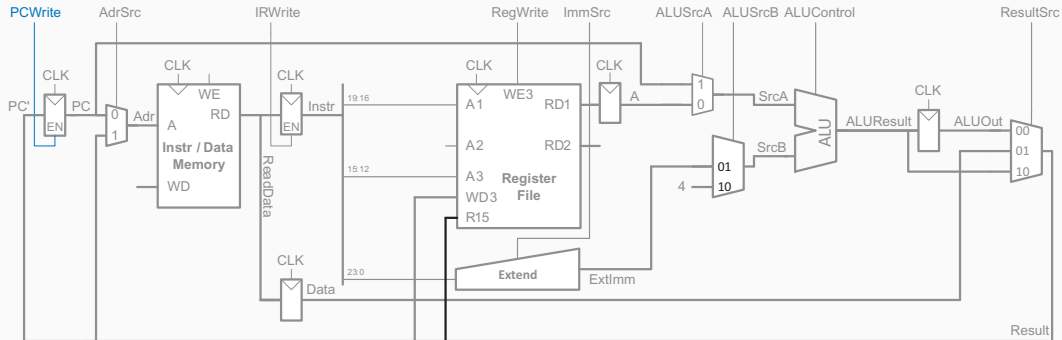 PCWrite AdrSrc IRWrite RegWrite ImmSrc ALUSrcA ALUSrcB ALUControl ResultSrc
CLK CLK CLK CLK CLK CLK
PC' EN PC 0 1 Adr
WE RD A Instr / Data Memory WD
EN Instr
ReadData
19:16 A1 WE3 RD1 A
A2 RD2
15:12 A3 Register File
WD3
R15
1 0 SrcA
01 10 SrcB
4
ALU ALUResult ALUOut
00 01 10
23:0 Extend ExtImm
CLK
Data
Result